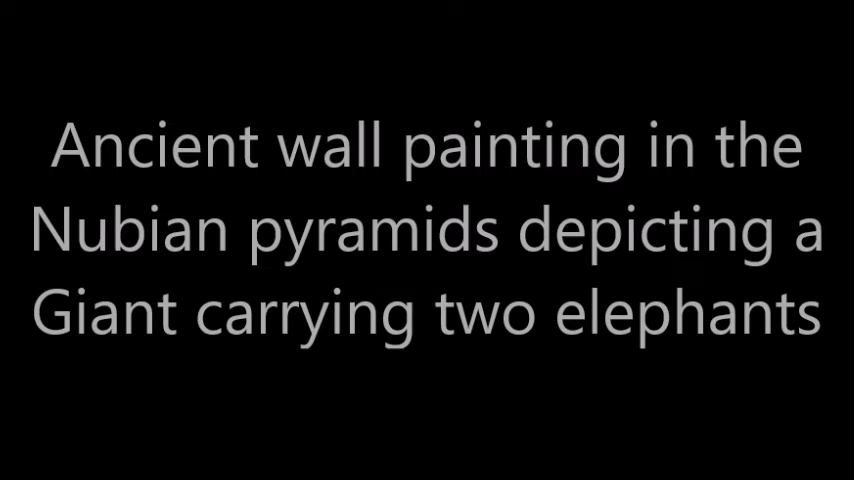 Ancient wall painting in the
Nubian pyramids depicting a
Giant carrying two elephants